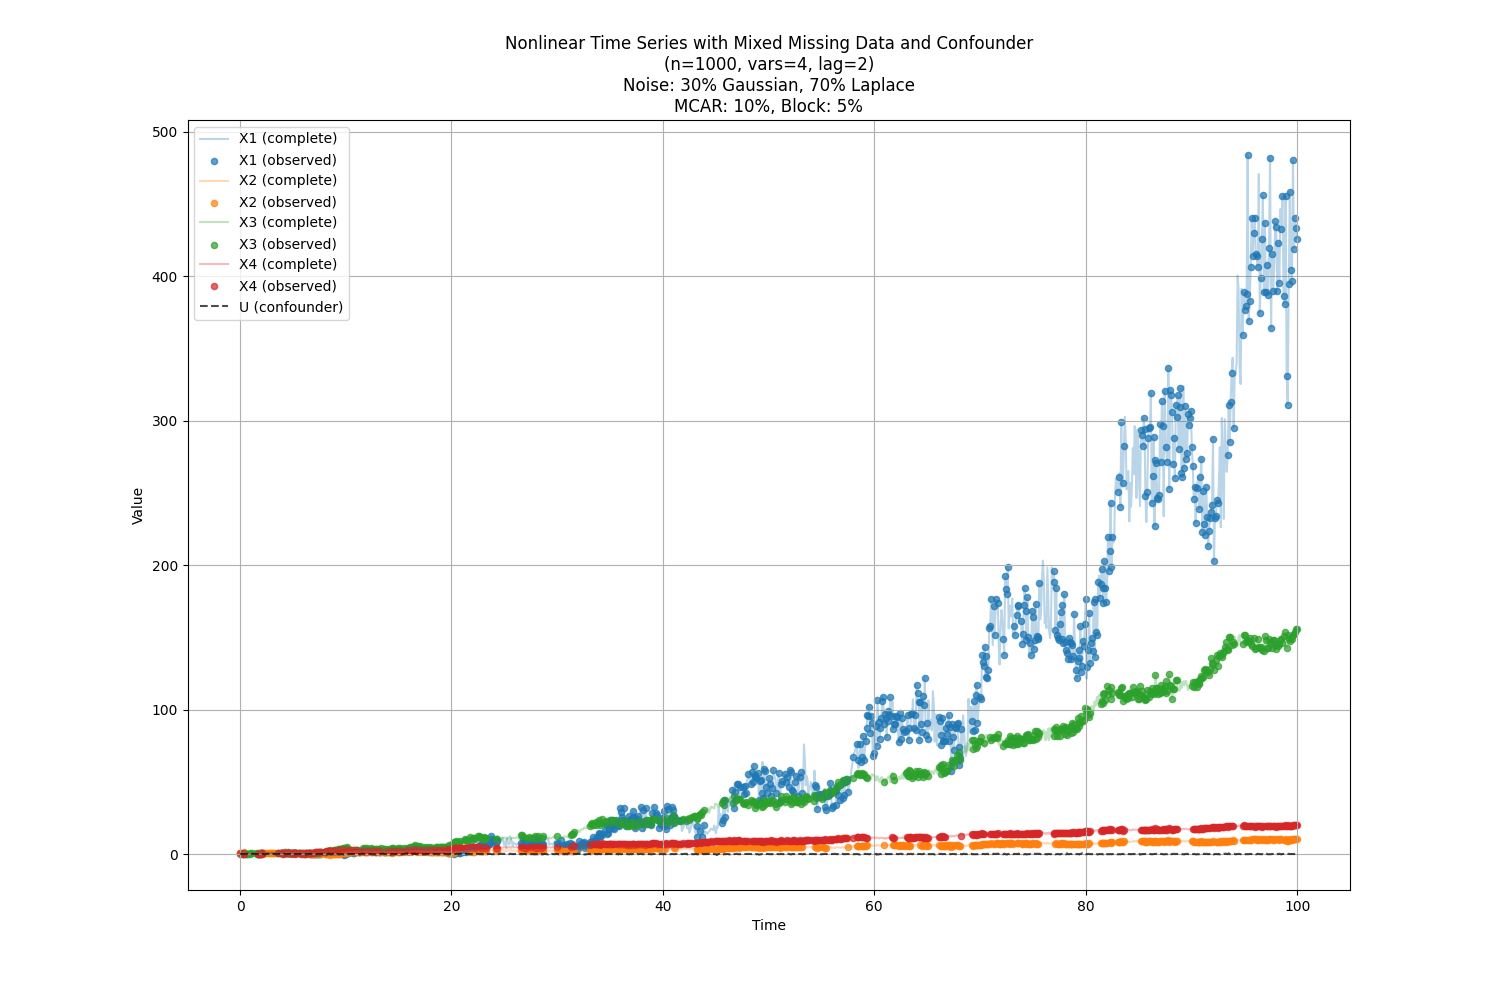 Nonlinear Time Series with Mixed Missing Data and Confounder
(n=1000, vars=4, lag=2)
Noise: 30% Gaussian, 70% Laplace
MCAR: 10%, Block: 5%
X1 (complete)
X1 (observed)
X2 (complete)
X2 (observed)
X3 (complete)
X3 (observed)
X4 (complete)
X4 (observed)
U (confounder)
500
400
300
200
100
0
Value
0 20 40 60 80 100
Time